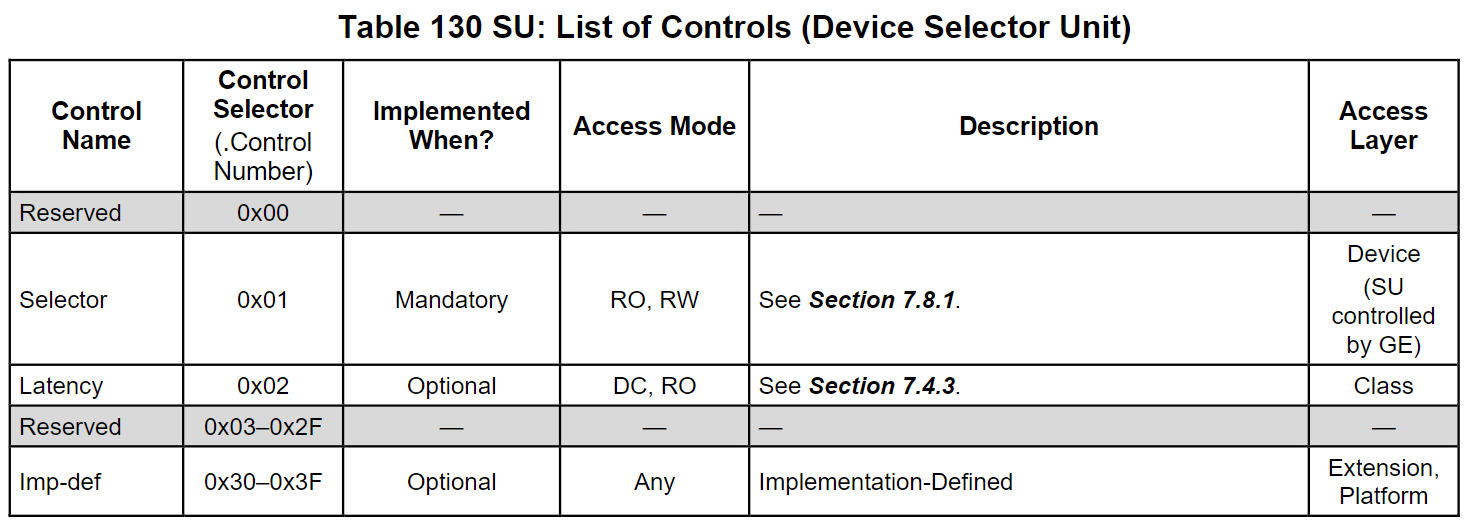 Table 130 SU: List of Controls (Device Selector Unit)
Control Name | Control Selector (.Control Number) | Implemented When? | Access Mode | Description | Access Layer
Reserved | 0x00 | — | — | — | —
Selector | 0x01 | Mandatory | RO, RW | See Section 7.8.1. | Device (SU controlled by GE)
Latency | 0x02 | Optional | DC, RO | See Section 7.4.3. | Class
Reserved | 0x03–0x2F | — | — | — | —
Imp-def | 0x30–0x3F | Optional | Any | Implementation-Defined | Extension, Platform